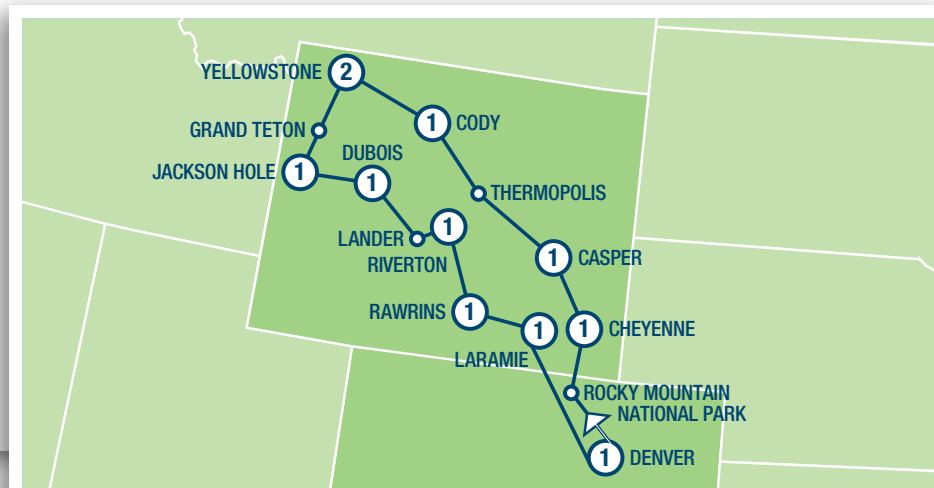 YELLOWSTONE
2
1
CODY
GRAND TETON
DUBOIS
JACKSON HOLE
1
1
THERMOPOLIS
LANDER
1
RIVERTON
1
CASPER
RAWRINS
1
1
LARAMIE
1
CHEYENNE
ROCKY MOUNTAIN
NATIONAL PARK
1
DENVER